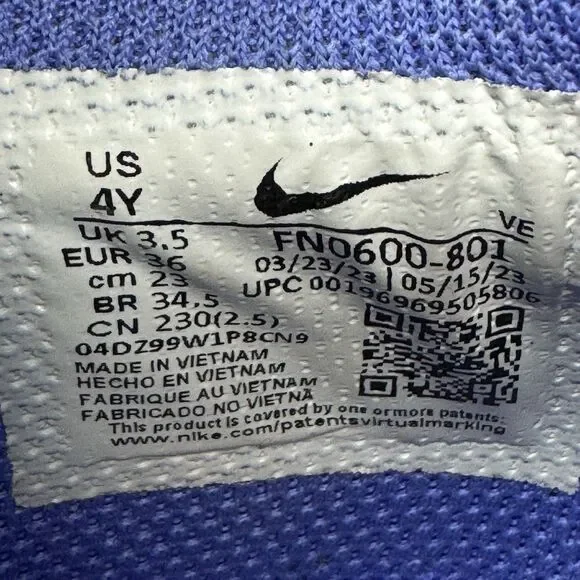 US
4Y
UK 3.5
EUR 36
cm 23
BR 34.5
CN 230(2.5)
VE
FN0600-801
03/23/23 | 05/15/23
UPC 00196969505806
04DZ99W1P8CN9
MADE IN VIETNAM
HECHO EN VIETNAM
FABRIQUE AU VIETNAM
FABRICADO NO VIETNÃ
This product is covered by one ormore patents:
www.nike.com/patentsvirtualmarking